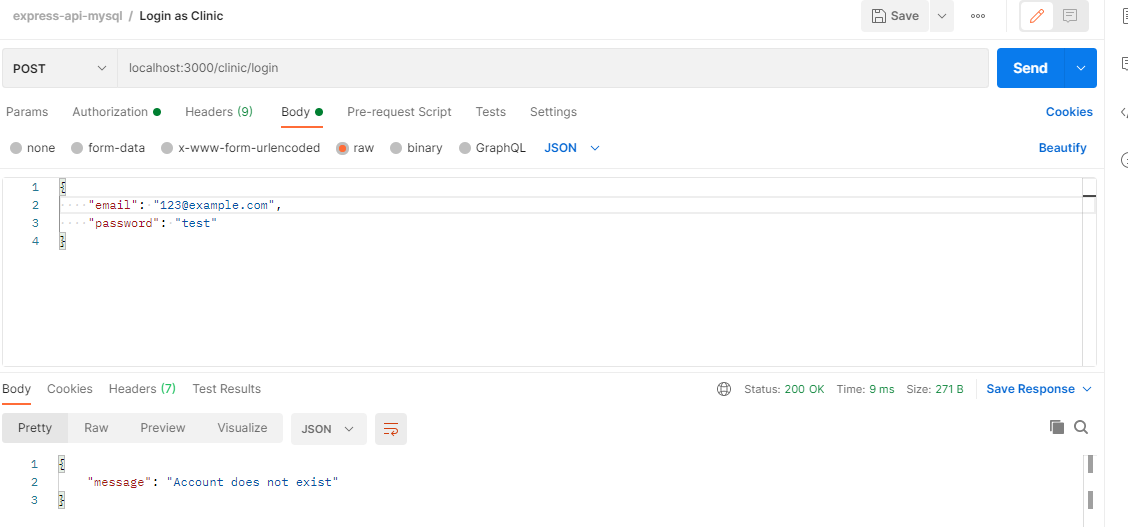 express-api-mysql / Login as Clinic
Save
POST localhost:3000/clinic/login Send
Params Authorization Headers (9) Body Pre-request Script Tests Settings Cookies
none form-data x-www-form-urlencoded raw binary GraphQL JSON Beautify
1 {
2 "email": "123@example.com",
3 "password": "test"
4 }
Body Cookies Headers (7) Test Results Status: 200 OK Time: 9 ms Size: 271 B Save Response
Pretty Raw Preview Visualize JSON
1 {
2 "message": "Account does not exist"
3 }